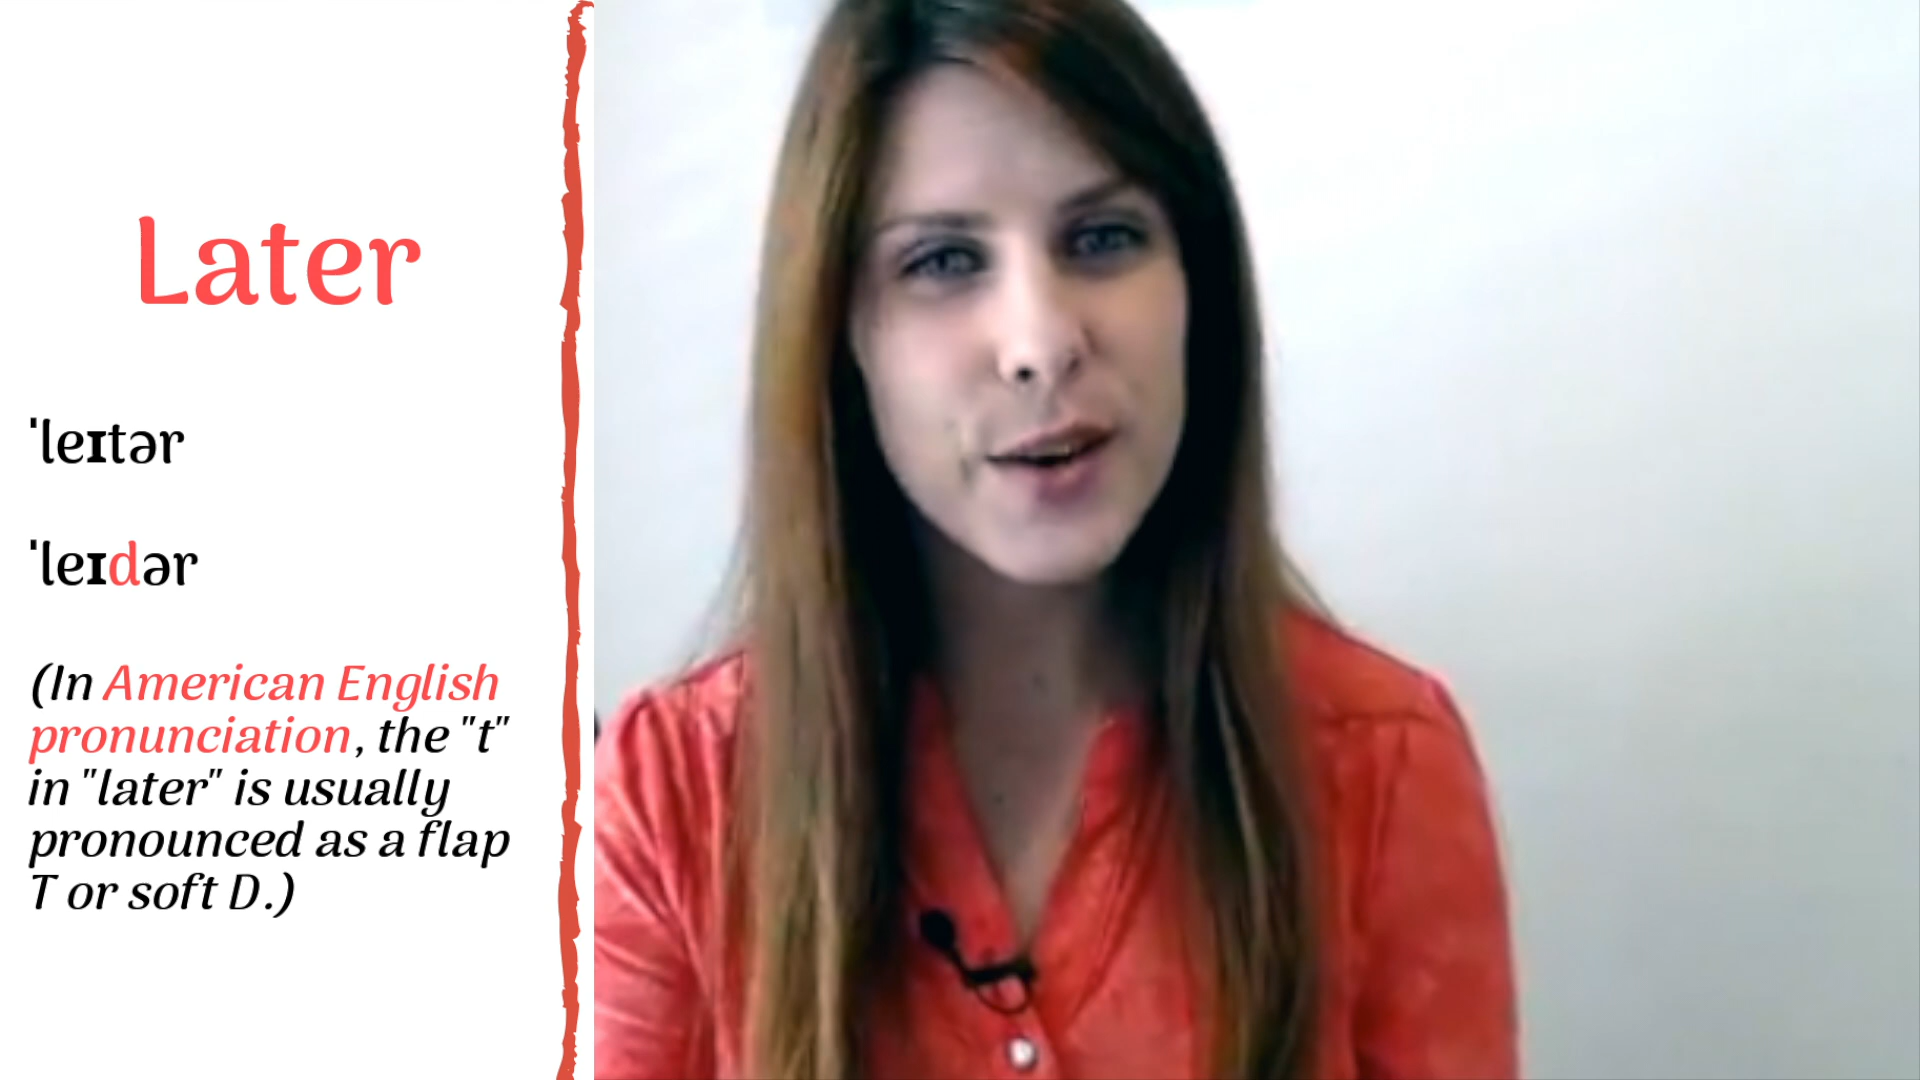 Later
ˈleɪtər
ˈleɪdər
(In American English
pronunciation, the "t"
in "later" is usually
pronounced as a flap
T or soft D.)